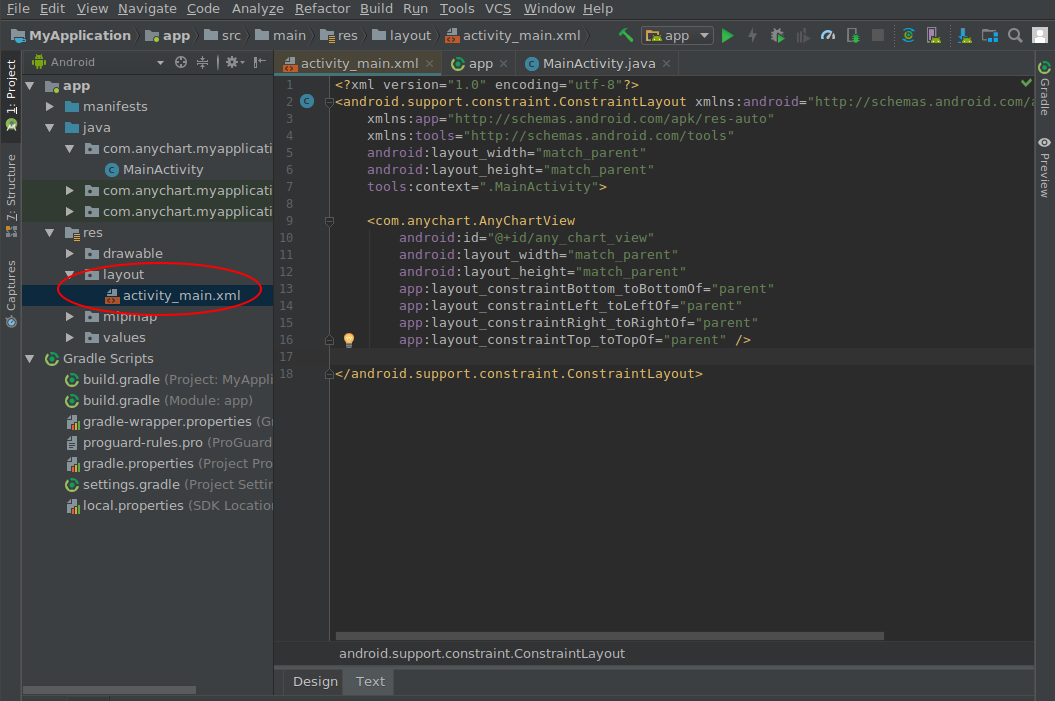 File Edit View Navigate Code Analyze Refactor Build Run Tools VCS Window Help
MyApplication app src main res layout activity_main.xml app
1: Project
Z: Structure
Captures
Android
app
manifests
java
com.anychart.myapplicati
MainActivity
com.anychart.myapplicati
com.anychart.myapplicati
res
drawable
layout
activity_main.xml
mipmap
values
Gradle Scripts
build.gradle (Project: MyAppli
build.gradle (Module: app)
gradle-wrapper.properties (G
proguard-rules.pro (ProGuard
gradle.properties (Project Pro
settings.gradle (Project Settin
local.properties (SDK Location
activity_main.xml app MainActivity.java
1 <?xml version="1.0" encoding="utf-8"?>
2 <android.support.constraint.ConstraintLayout xmlns:android="http://schemas.android.com/a
3 xmlns:app="http://schemas.android.com/apk/res-auto"
4 xmlns:tools="http://schemas.android.com/tools"
5 android:layout_width="match_parent"
6 android:layout_height="match_parent"
7 tools:context=".MainActivity">
8
9 <com.anychart.AnyChartView
10 android:id="@+id/any_chart_view"
11 android:layout_width="match_parent"
12 android:layout_height="match_parent"
13 app:layout_constraintBottom_toBottomOf="parent"
14 app:layout_constraintLeft_toLeftOf="parent"
15 app:layout_constraintRight_toRightOf="parent"
16 app:layout_constraintTop_toTopOf="parent" />
17
18 </android.support.constraint.ConstraintLayout>
android.support.constraint.ConstraintLayout
Design Text
Gradle
Preview